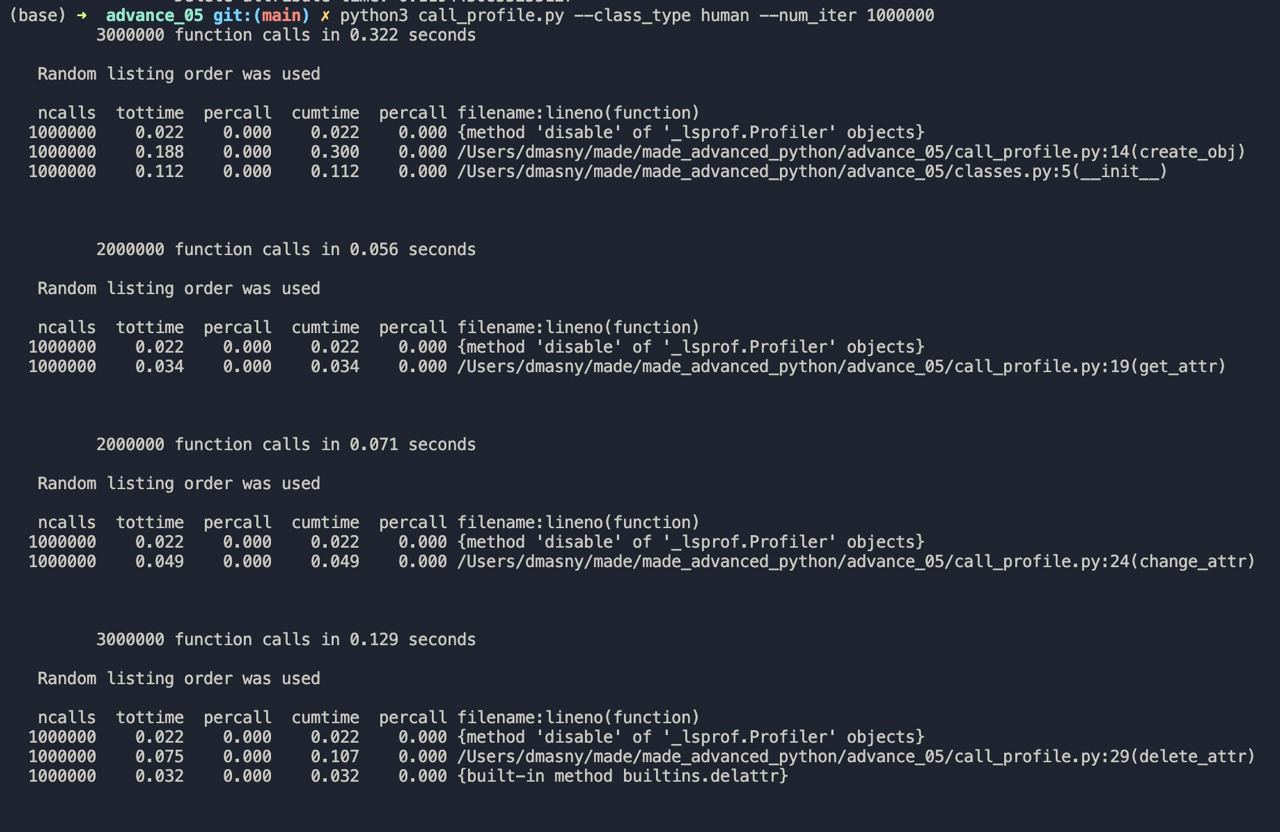 (base) ➜  advance_05 git:(main) ✗ python3 call_profile.py --class_type human --num_iter 1000000
         3000000 function calls in 0.322 seconds

   Random listing order was used

   ncalls  tottime  percall  cumtime  percall filename:lineno(function)
  1000000    0.022    0.000    0.022    0.000 {method 'disable' of '_lsprof.Profiler' objects}
  1000000    0.188    0.000    0.300    0.000 /Users/dmasny/made/made_advanced_python/advance_05/call_profile.py:14(create_obj)
  1000000    0.112    0.000    0.112    0.000 /Users/dmasny/made/made_advanced_python/advance_05/classes.py:5(__init__)

         2000000 function calls in 0.056 seconds

   Random listing order was used

   ncalls  tottime  percall  cumtime  percall filename:lineno(function)
  1000000    0.022    0.000    0.022    0.000 {method 'disable' of '_lsprof.Profiler' objects}
  1000000    0.034    0.000    0.034    0.000 /Users/dmasny/made/made_advanced_python/advance_05/call_profile.py:19(get_attr)

         2000000 function calls in 0.071 seconds

   Random listing order was used

   ncalls  tottime  percall  cumtime  percall filename:lineno(function)
  1000000    0.022    0.000    0.022    0.000 {method 'disable' of '_lsprof.Profiler' objects}
  1000000    0.049    0.000    0.049    0.000 /Users/dmasny/made/made_advanced_python/advance_05/call_profile.py:24(change_attr)

         3000000 function calls in 0.129 seconds

   Random listing order was used

   ncalls  tottime  percall  cumtime  percall filename:lineno(function)
  1000000    0.022    0.000    0.022    0.000 {method 'disable' of '_lsprof.Profiler' objects}
  1000000    0.075    0.000    0.107    0.000 /Users/dmasny/made/made_advanced_python/advance_05/call_profile.py:29(delete_attr)
  1000000    0.032    0.000    0.032    0.000 {built-in method builtins.delattr}